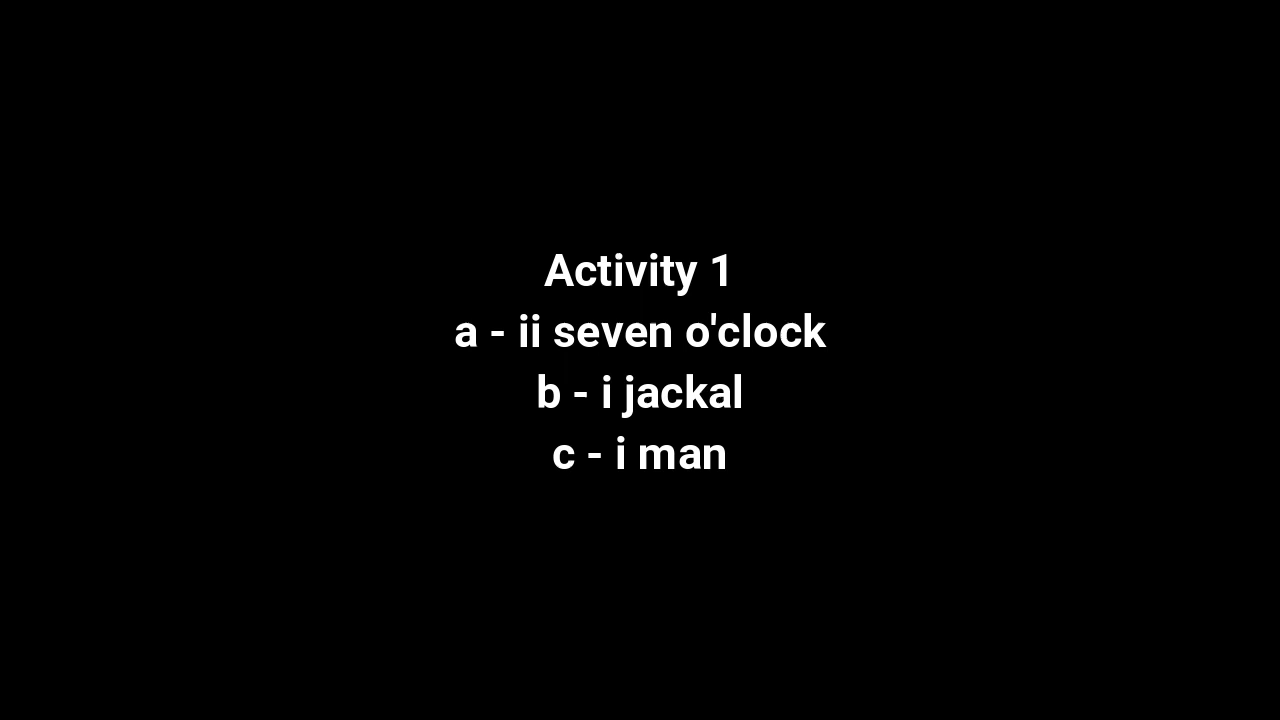 Activity 1
a - ii seven o'clock
b - i jackal
c - i man